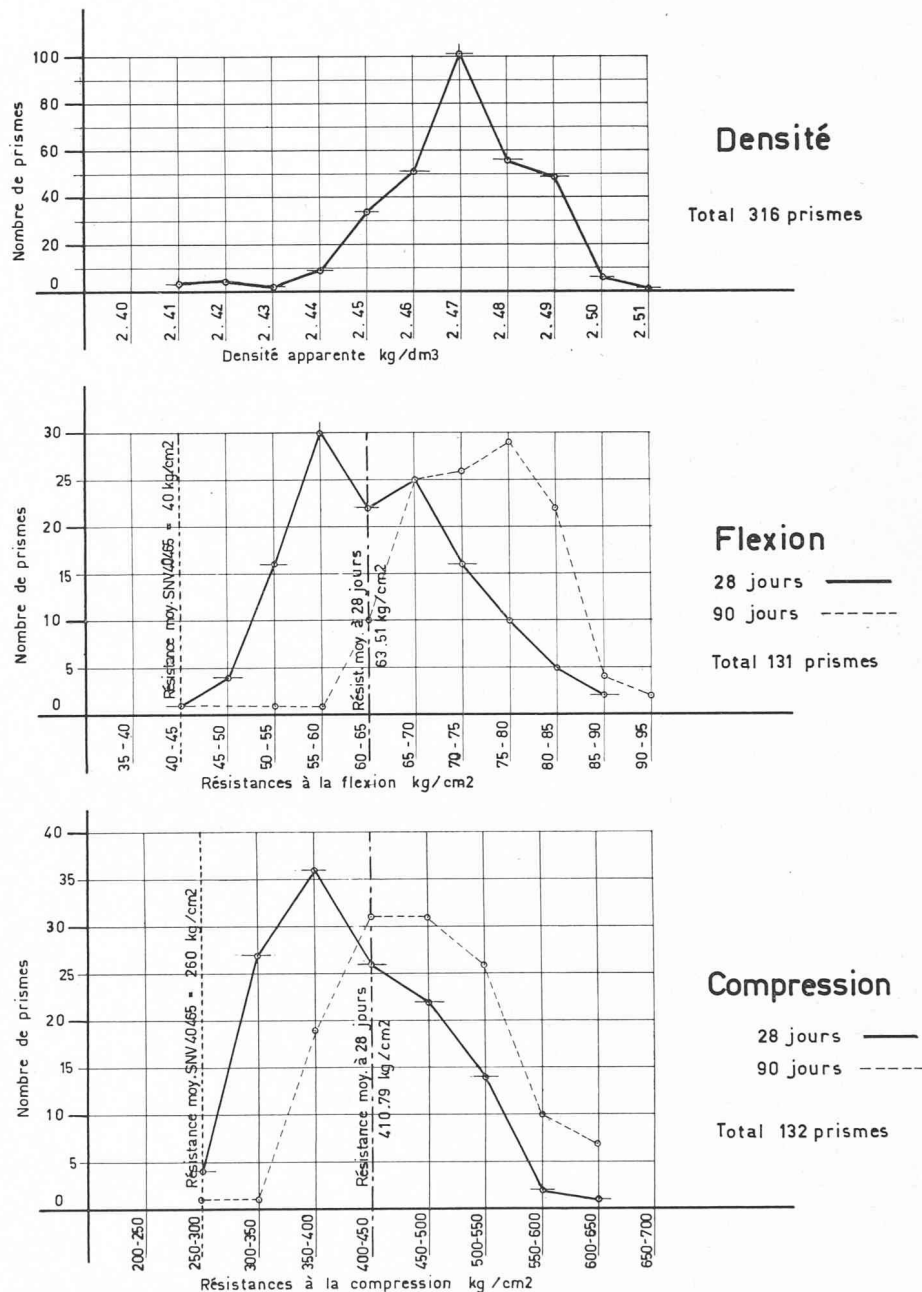 Nombre de prismes
100
80
60
40
20
0
2.40
2.41
2.42
2.43
2.44
2.45
2.46
2.47
2.48
2.49
2.50
2.51
Densité apparente kg/dm3
Densité
Total 316 prismes
Nombre de prismes
30
25
20
15
10
5
0
Résistance moy.SNV40465 = 40 kg/cm2
Résist.moy. à 28 jours
63.51 kg/cm2
35-40
40-45
45-50
50-55
55-60
60-65
65-70
70-75
75-80
80-85
85-90
90-95
Résistances à la flexion kg/cm2
Flexion
28 jours
90 jours
Total 131 prismes
Nombre de prismes
40
35
30
25
20
15
10
5
0
Résistance moy.SNV40465 = 260 kg/cm2
Résistance moy. à 28 jours
410.79 kg/cm2
200-250
250-300
300-350
350-400
400-450
450-500
500-550
550-600
600-650
650-700
Résistances à la compression kg/cm2
Compression
28 jours
90 jours
Total 132 prismes